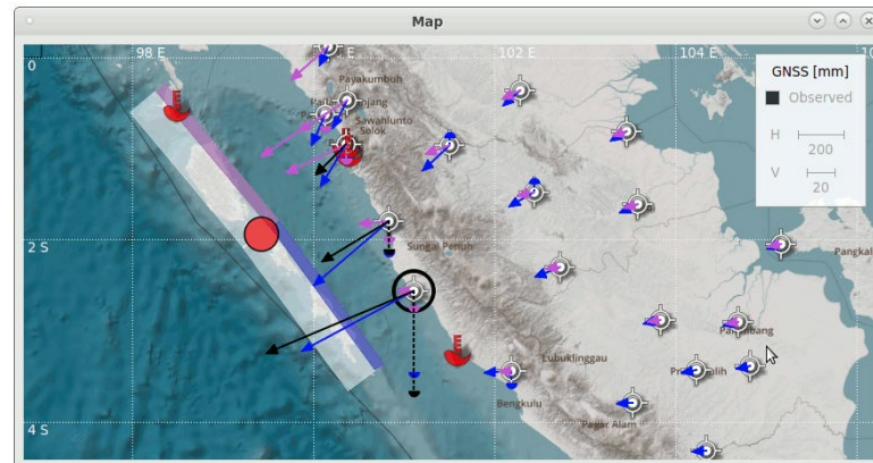 Map
98 E
102 E
104 E
0
GNSS [mm]
Observed
H
200
V
20
Payakumbuh
Sawahlunto
Solok
2 S
Sungai Penuh
Lubuklinggau
Bengkulu
Pagar Alam
4 S